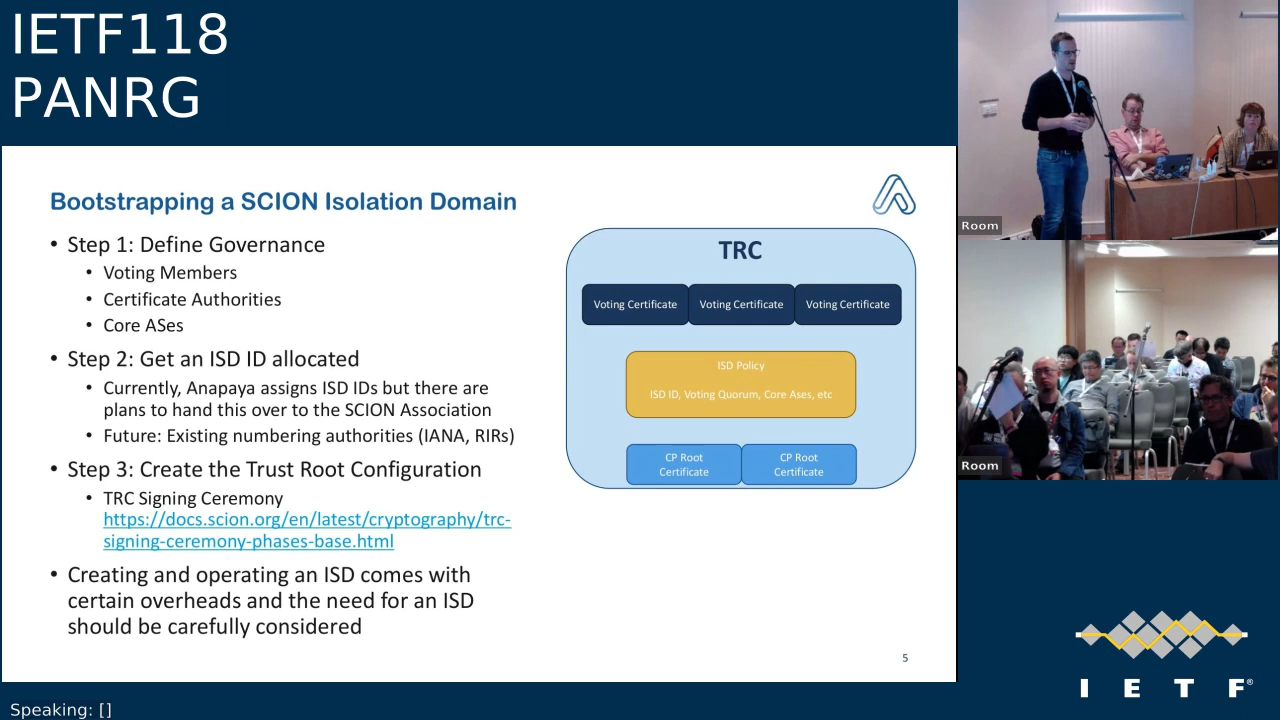 IETF118
PANRG
Bootstrapping a SCION Isolation Domain
• Step 1: Define Governance
• Voting Members
• Certificate Authorities
• Core ASes
• Step 2: Get an ISD ID allocated
• Currently, Anapaya assigns ISD IDs but there are
plans to hand this over to the SCION Association
• Future: Existing numbering authorities (IANA, RIRs)
• Step 3: Create the Trust Root Configuration
• TRC Signing Ceremony
https://docs.scion.org/en/latest/cryptography/trc-
signing-ceremony-phases-base.html
• Creating and operating an ISD comes with
certain overheads and the need for an ISD
should be carefully considered
TRC
Voting Certificate Voting Certificate Voting Certificate
ISD Policy
ISD ID, Voting Quorum, Core Ases, etc
CP Root
Certificate
CP Root
Certificate
5
Room
Room
I E T F®
Speaking: []